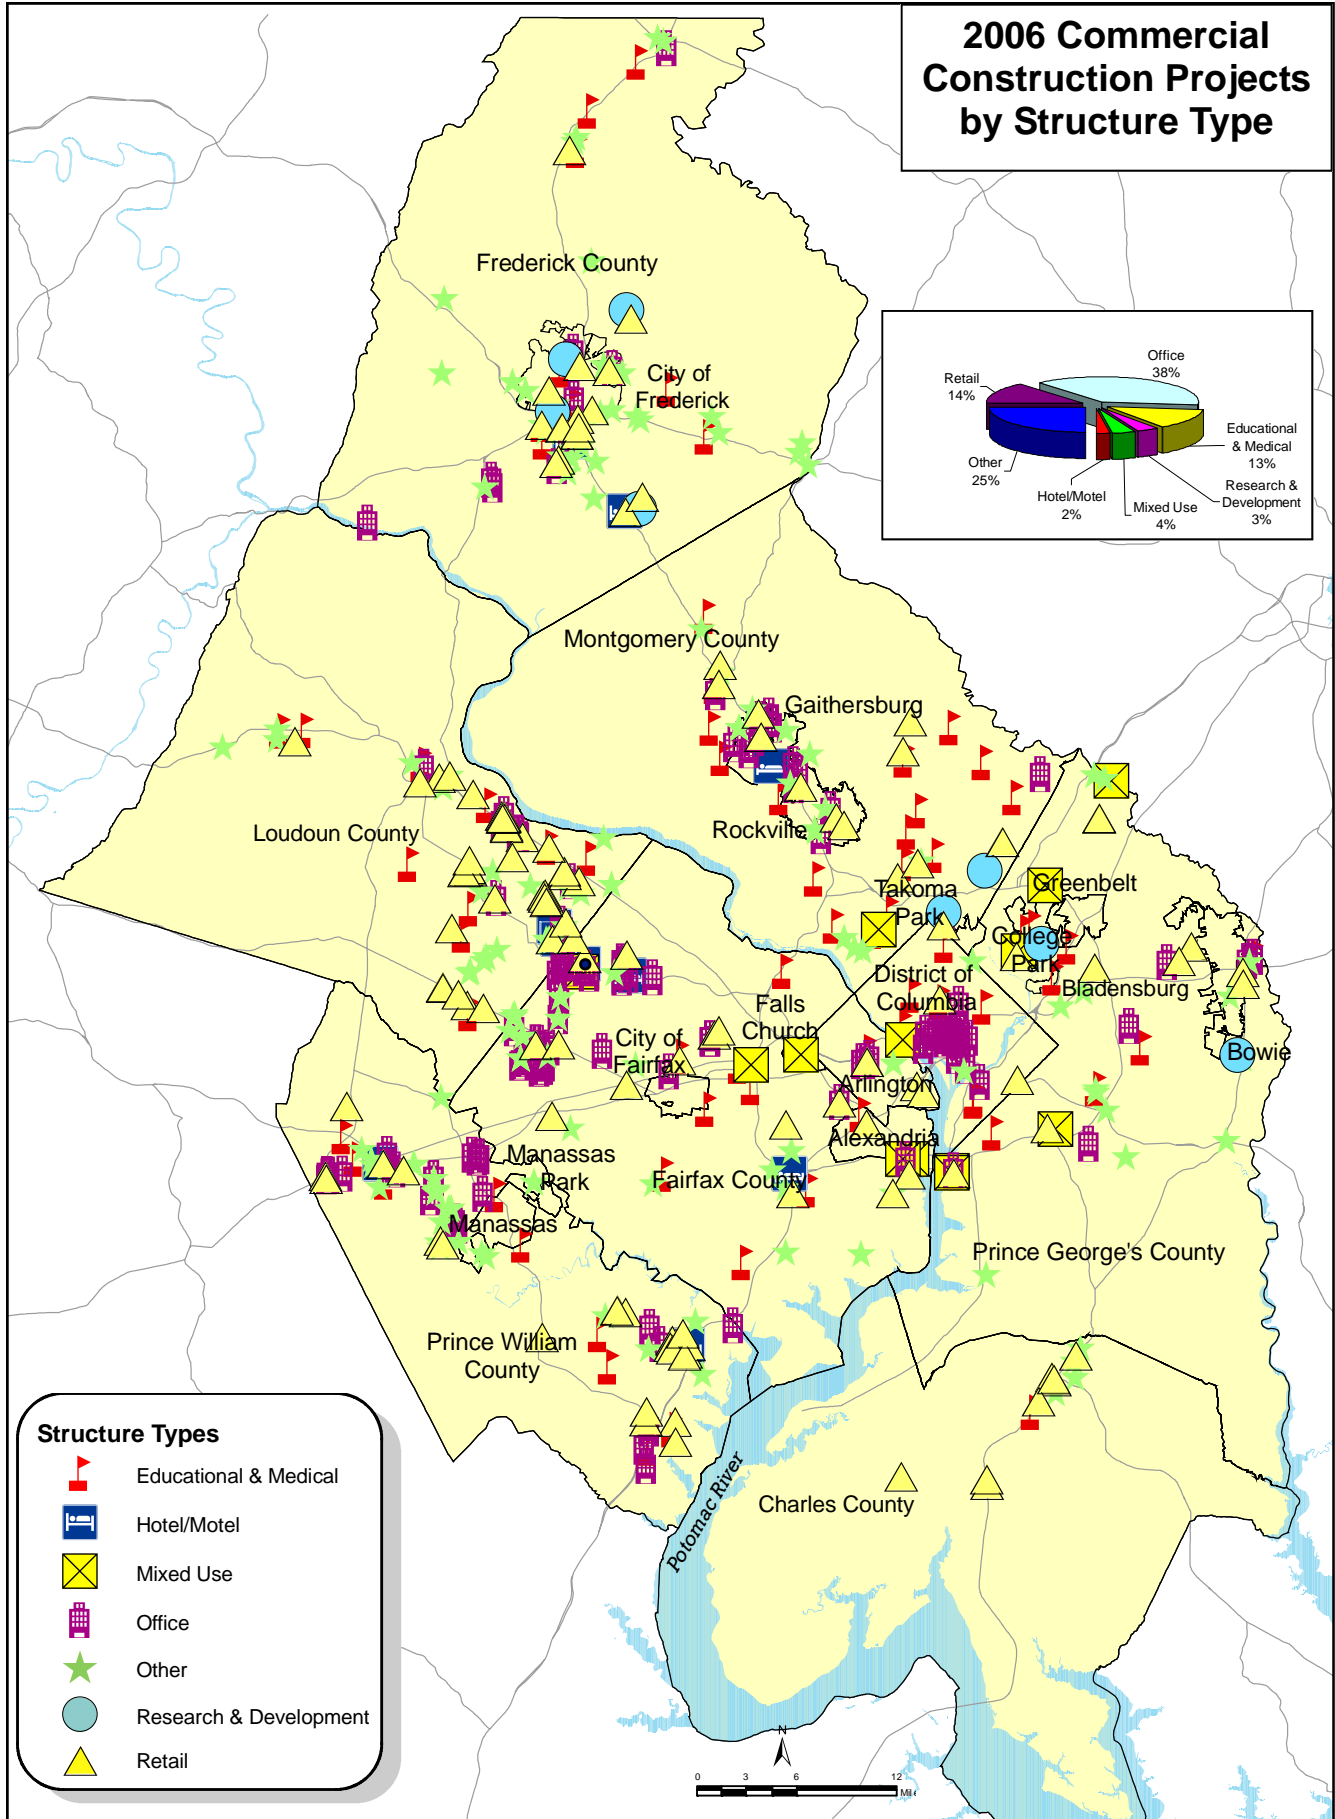 2006 Commercial
Construction Projects
by Structure Type
Frederick County
City of
Frederick
Office
38%
Retail
14%
Educational
& Medical
13%
Other
25%
Research &
Development
3%
Hotel/Motel
2%
Mixed Use
4%
Montgomery County
Gaithersburg
Rockville
Loudoun County
Takoma
Park
Greenbelt
College
Park
District of
Columbia
Bladensburg
Falls
Church
City of
Fairfax
Bowie
Arlington
Alexandria
Manassas
Park
Fairfax County
Manassas
Prince George's County
Prince William
County
Charles County
Potomac River
Structure Types
Educational & Medical
Hotel/Motel
Mixed Use
Office
Other
Research & Development
Retail
N
0 3 6 12